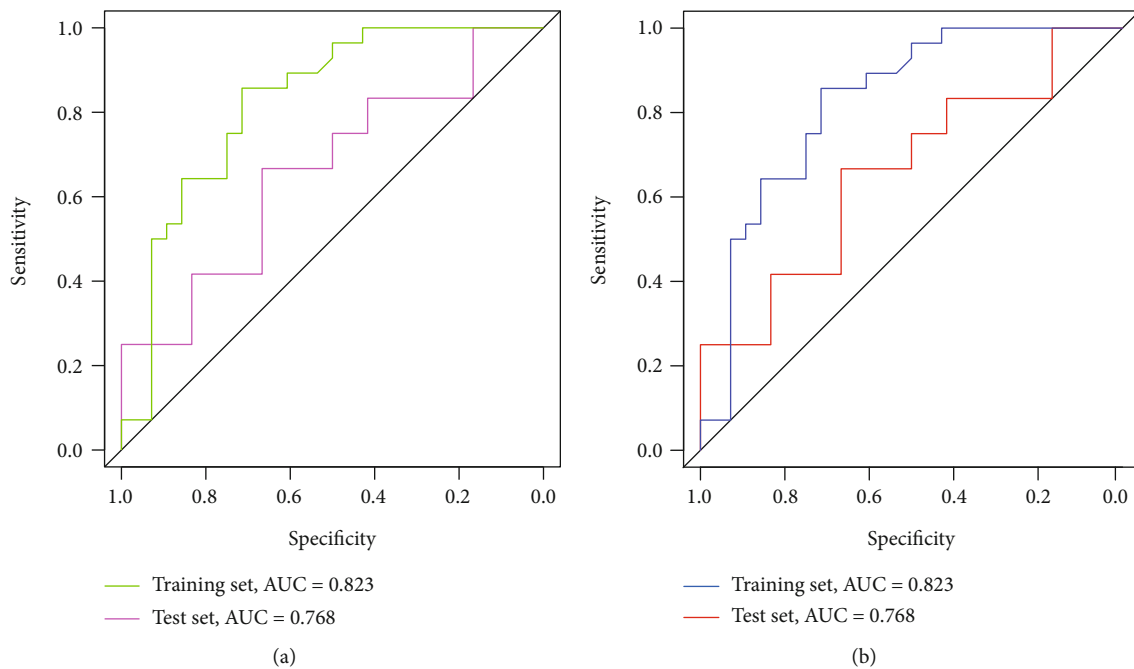 1.0
0.8
0.6
0.4
0.2
0.0
Sensitivity
1.0 0.8 0.6 0.4 0.2 0.0
Specificity
Training set, AUC = 0.823
Test set, AUC = 0.768
(a)
1.0
0.8
0.6
0.4
0.2
0.0
Sensitivity
1.0 0.8 0.6 0.4 0.2 0.0
Specificity
Training set, AUC = 0.823
Test set, AUC = 0.768
(b)